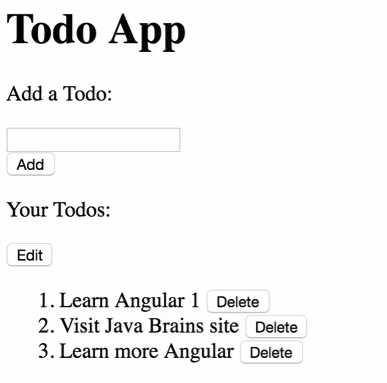 Todo App
Add a Todo:
Add
Your Todos:
Edit
1. Learn Angular 1 Delete
2. Visit Java Brains site Delete
3. Learn more Angular Delete